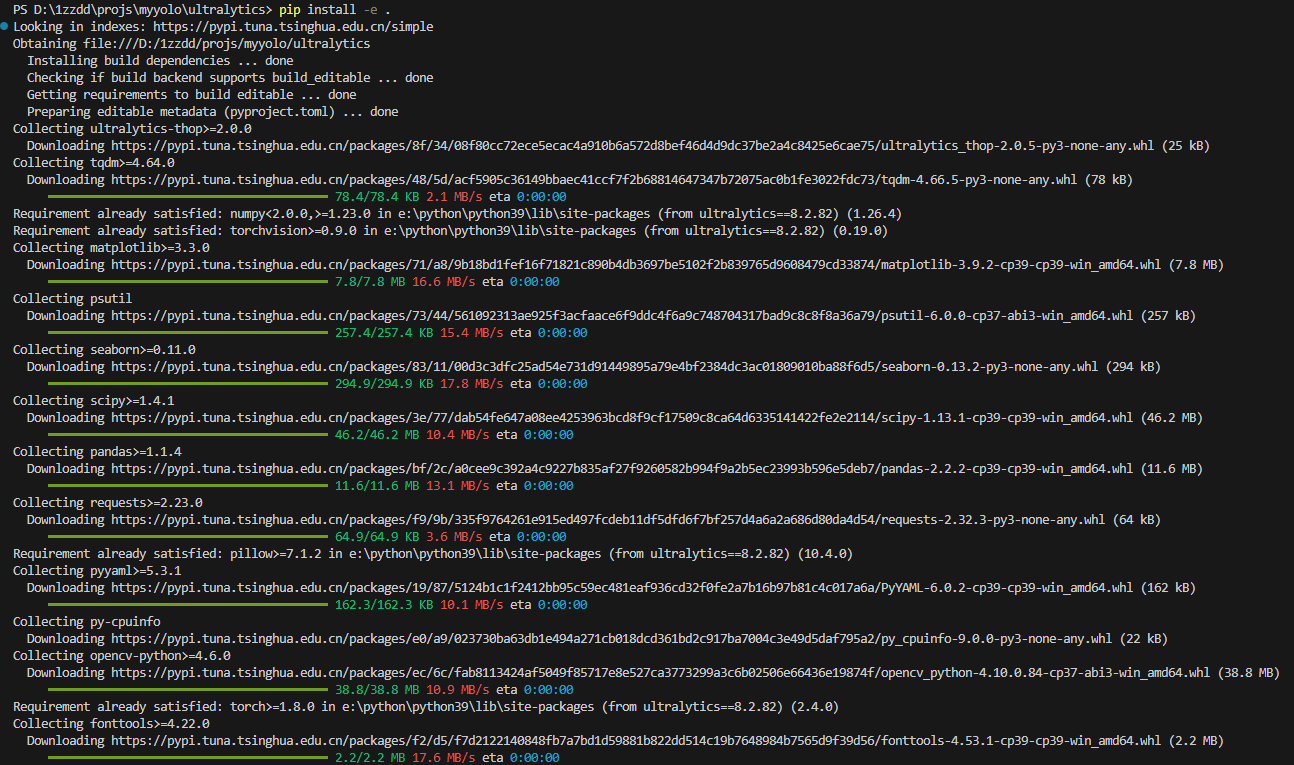 PS D:\1zzdd\projs\myyolo\ultralytics> pip install -e .
Looking in indexes: https://pypi.tuna.tsinghua.edu.cn/simple
Obtaining file:///D:/1zzdd/projs/myyolo/ultralytics
Installing build dependencies ... done
Checking if build backend supports build_editable ... done
Getting requirements to build editable ... done
Preparing editable metadata (pyproject.toml) ... done
Collecting ultralytics-thop>=2.0.0
Downloading https://pypi.tuna.tsinghua.edu.cn/packages/8f/34/08f80cc72ece5ecac4a910b6a572d8bef46d4d9dc37be2a4c8425e6cae75/ultralytics_thop-2.0.5-py3-none-any.whl (25 kB)
Collecting tqdm>=4.64.0
Downloading https://pypi.tuna.tsinghua.edu.cn/packages/48/5d/acf5905c36149bbaec41ccf7f2b68814647347b72075ac0b1fe3022fdc73/tqdm-4.66.5-py3-none-any.whl (78 kB)
78.4/78.4 KB 2.1 MB/s eta 0:00:00
Requirement already satisfied: numpy<2.0.0,>=1.23.0 in e:\python\python39\lib\site-packages (from ultralytics==8.2.82) (1.26.4)
Requirement already satisfied: torchvision>=0.9.0 in e:\python\python39\lib\site-packages (from ultralytics==8.2.82) (0.19.0)
Collecting matplotlib>=3.3.0
Downloading https://pypi.tuna.tsinghua.edu.cn/packages/71/a8/9b18bd1fef16f71821c890b4db3697be5102f2b839765d9608479cd33874/matplotlib-3.9.2-cp39-cp39-win_amd64.whl (7.8 MB)
7.8/7.8 MB 16.6 MB/s eta 0:00:00
Collecting psutil
Downloading https://pypi.tuna.tsinghua.edu.cn/packages/73/44/561092313ae925f3acfaace6f9ddc4f6a9c748704317bad9c8c8f8a36a79/psutil-6.0.0-cp37-abi3-win_amd64.whl (257 kB)
257.4/257.4 KB 15.4 MB/s eta 0:00:00
Collecting seaborn>=0.11.0
Downloading https://pypi.tuna.tsinghua.edu.cn/packages/83/11/00d3c3dfc25ad54e731d91449895a79e4bf2384dc3ac01809010ba88f6d5/seaborn-0.13.2-py3-none-any.whl (294 kB)
294.9/294.9 KB 17.8 MB/s eta 0:00:00
Collecting scipy>=1.4.1
Downloading https://pypi.tuna.tsinghua.edu.cn/packages/3e/77/dab54fe647a08ee4253963bcd8f9cf17509c8ca64d6335141422fe2e2114/scipy-1.13.1-cp39-cp39-win_amd64.whl (46.2 MB)
46.2/46.2 MB 10.4 MB/s eta 0:00:00
Collecting pandas>=1.1.4
Downloading https://pypi.tuna.tsinghua.edu.cn/packages/bf/2c/a0cee9c392a4c9227b835af27f9260582b994f9a2b5ec23993b596e5deb7/pandas-2.2.2-cp39-cp39-win_amd64.whl (11.6 MB)
11.6/11.6 MB 13.1 MB/s eta 0:00:00
Collecting requests>=2.23.0
Downloading https://pypi.tuna.tsinghua.edu.cn/packages/f9/9b/335f9764261e915ed497fcdeb11df5dfd6f7bf257d4a6a2a686d80da4d54/requests-2.32.3-py3-none-any.whl (64 kB)
64.9/64.9 KB 3.6 MB/s eta 0:00:00
Requirement already satisfied: pillow>=7.1.2 in e:\python\python39\lib\site-packages (from ultralytics==8.2.82) (10.4.0)
Collecting pyyaml>=5.3.1
Downloading https://pypi.tuna.tsinghua.edu.cn/packages/19/87/5124b1c1f2412bb95c59ec481eaf936cd32f0fe2a7b16b97b81c4c017a6a/PyYAML-6.0.2-cp39-cp39-win_amd64.whl (162 kB)
162.3/162.3 KB 10.1 MB/s eta 0:00:00
Collecting py-cpuinfo
Downloading https://pypi.tuna.tsinghua.edu.cn/packages/e0/a9/023730ba63db1e494a271cb018dcd361bd2c917ba7004c3e49d5daf795a2/py_cpuinfo-9.0.0-py3-none-any.whl (22 kB)
Collecting opencv-python>=4.6.0
Downloading https://pypi.tuna.tsinghua.edu.cn/packages/ec/6c/fab8113424af5049f85717e8e527ca3773299a3c6b02506e66436e19874f/opencv_python-4.10.0.84-cp37-abi3-win_amd64.whl (38.8 MB)
38.8/38.8 MB 10.9 MB/s eta 0:00:00
Requirement already satisfied: torch>=1.8.0 in e:\python\python39\lib\site-packages (from ultralytics==8.2.82) (2.4.0)
Collecting fonttools>=4.22.0
Downloading https://pypi.tuna.tsinghua.edu.cn/packages/f2/d5/f7d2122140848fb7a7bd1d59881b822dd514c19b7648984b7565d9f39d56/fonttools-4.53.1-cp39-cp39-win_amd64.whl (2.2 MB)
2.2/2.2 MB 17.6 MB/s eta 0:00:00